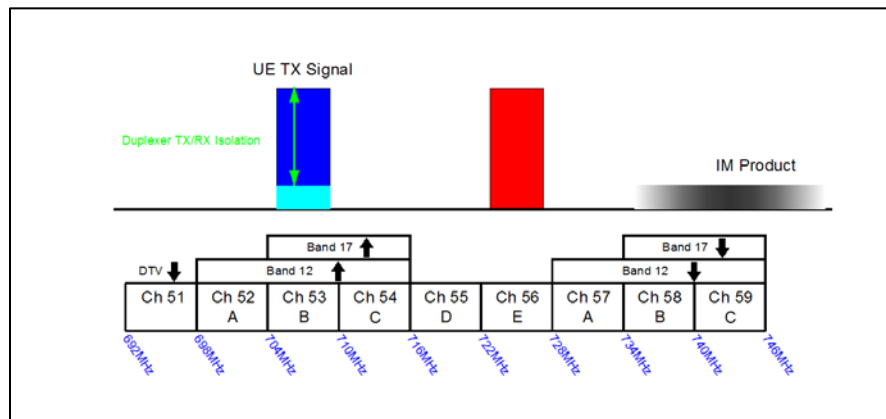 UE TX Signal
Duplexer TX/RX Isolation
IM Product
Band 17
Band 17
DTV
Band 12
Band 12
Ch 51
Ch 52
A
Ch 53
B
Ch 54
C
Ch 55
D
Ch 56
E
Ch 57
A
Ch 58
B
Ch 59
C
692MHz
698MHz
704MHz
710MHz
716MHz
722MHz
728MHz
734MHz
740MHz
746MHz